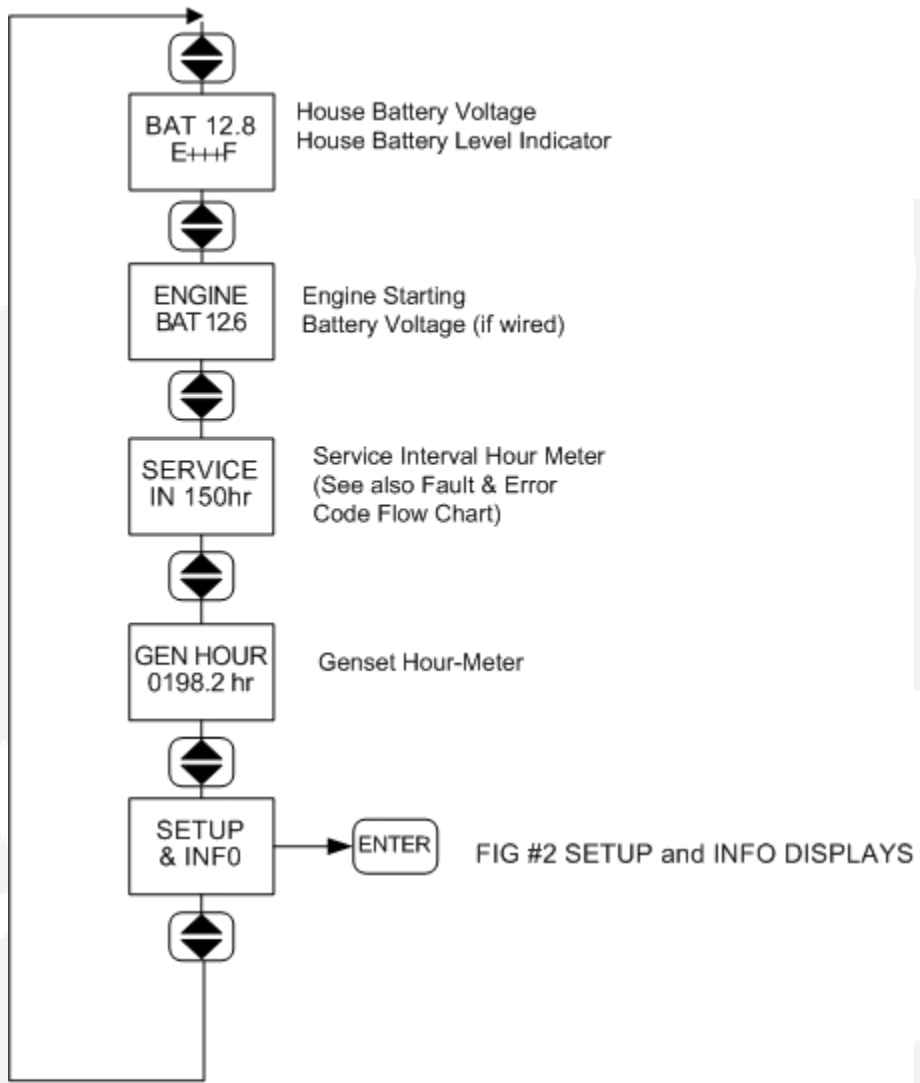 BAT 12.8
E+++F
House Battery Voltage
House Battery Level Indicator
ENGINE
BAT 12.6
Engine Starting
Battery Voltage (if wired)
SERVICE
IN 150hr
Service Interval Hour Meter
(See also Fault & Error
Code Flow Chart)
GEN HOUR
0198.2 hr
Genset Hour-Meter
SETUP
& INF0
ENTER
FIG #2 SETUP and INFO DISPLAYS